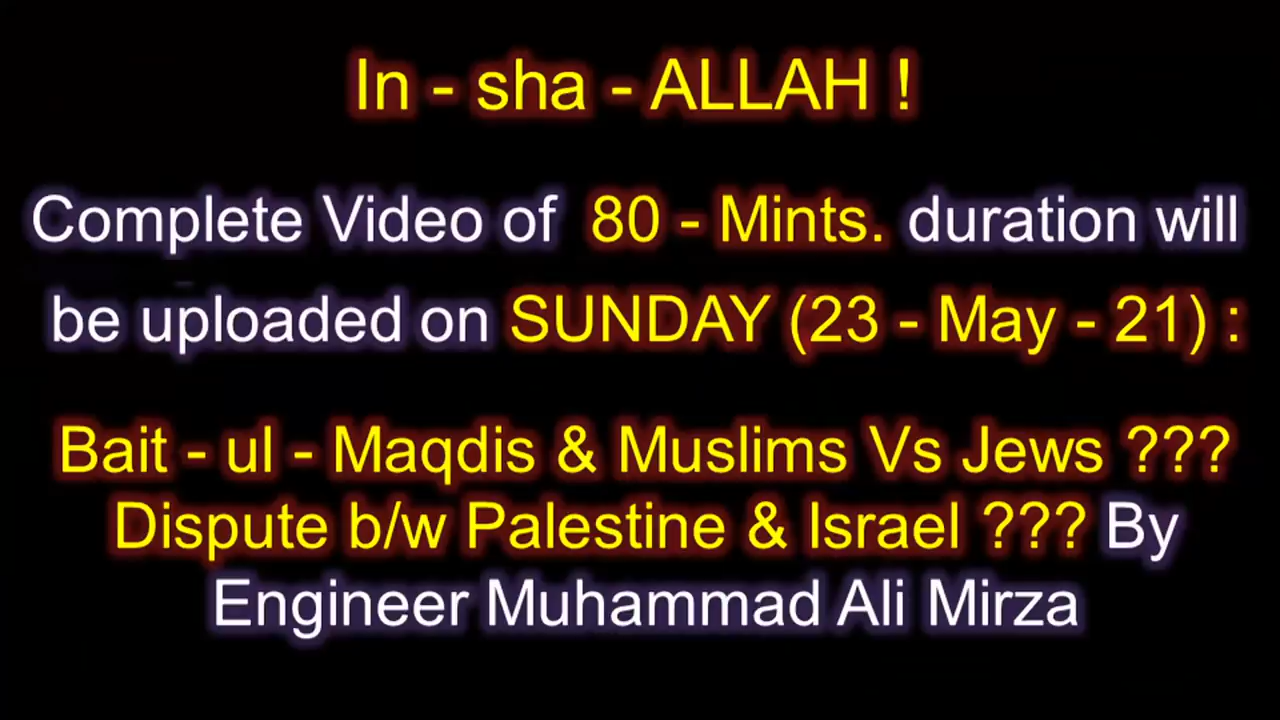 In - sha - ALLAH !
Complete Video of 80 - Mints. duration will
be uploaded on SUNDAY (23 - May - 21) :
Bait - ul - Maqdis & Muslims Vs Jews ???
Dispute b/w Palestine & Israel ??? By
Engineer Muhammad Ali Mirza